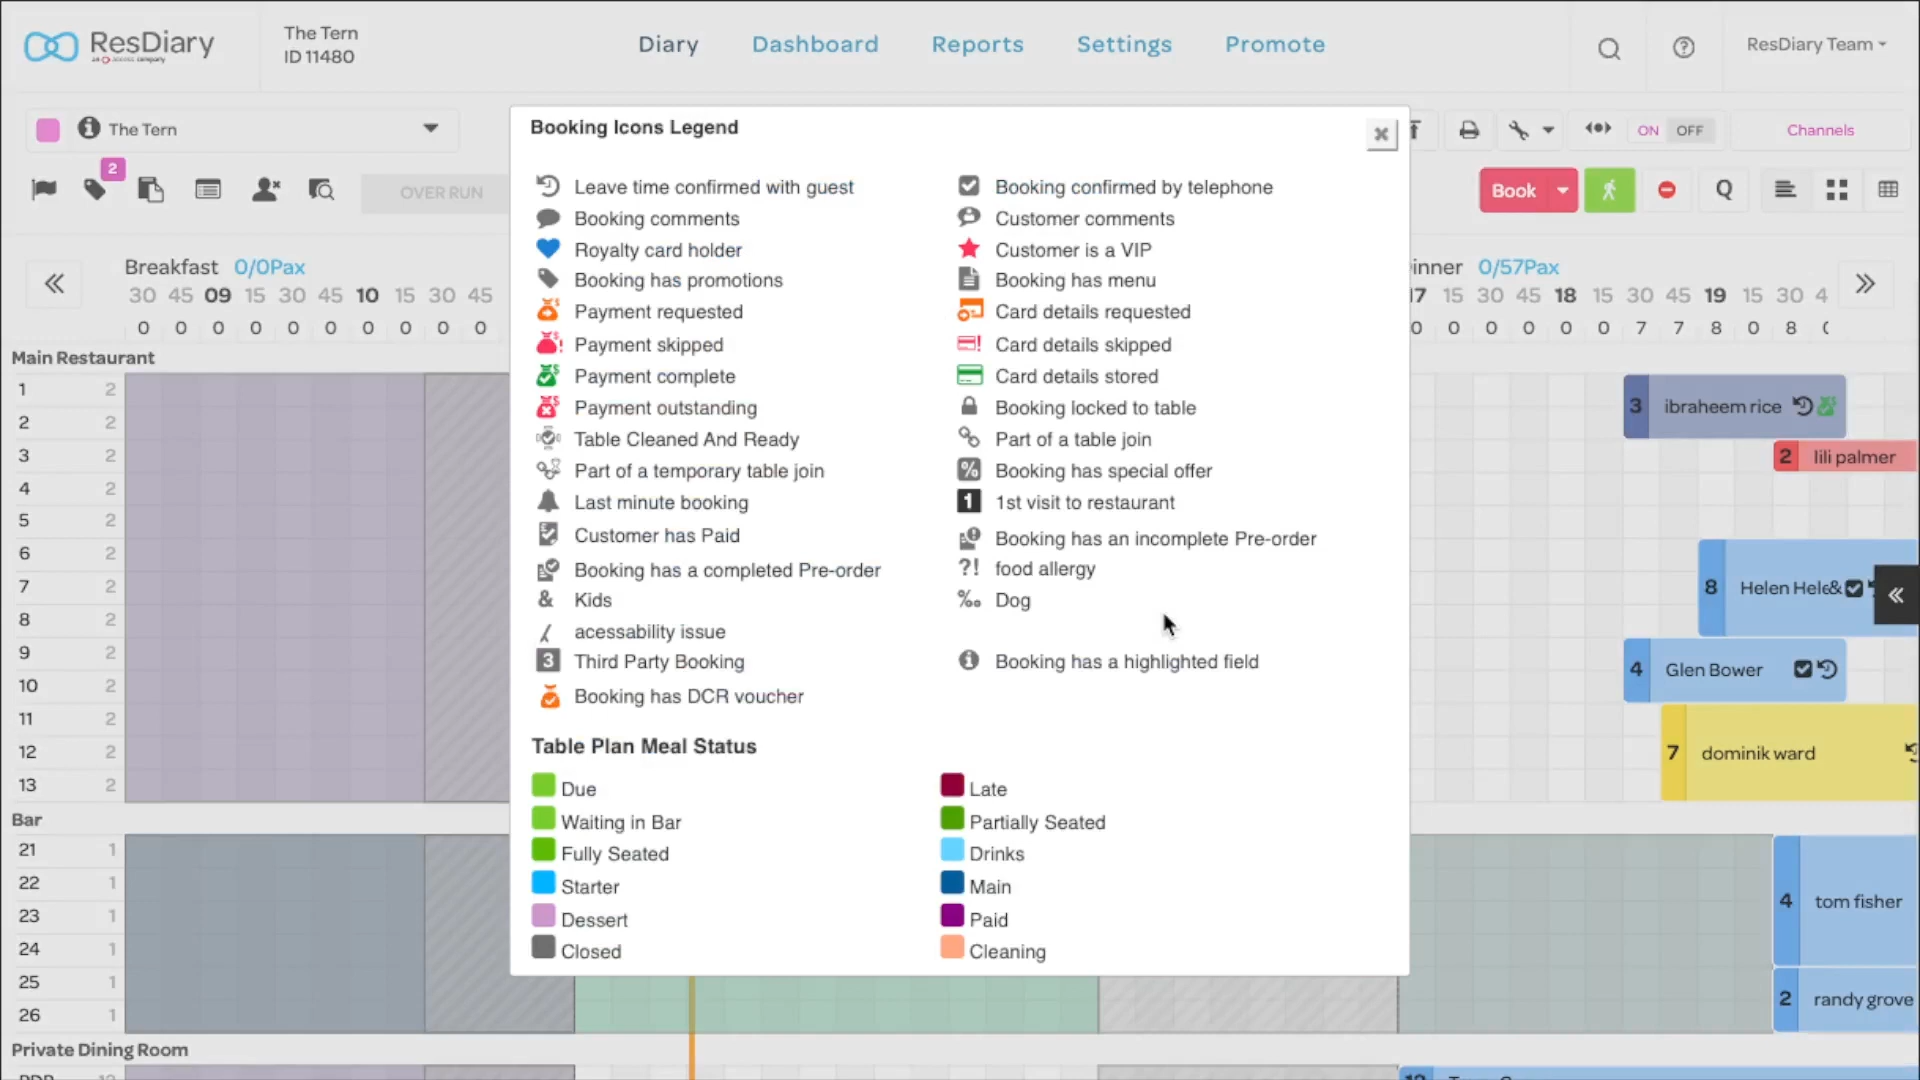 ResDiary
The Tern
ID 11480
Diary
Dashboard
Reports
Settings
Promote
ResDiary Team
The Tern
ON OFF
Channels
2
OVER RUN
Book
Q
Breakfast 0/0Pax
30 45 09 15 30 45 10 15 30 45
0 0 0 0 0 0 0 0 0 0
inner 0/57Pax
17 15 30 45 18 15 30 45 19 15 30 4
0 0 0 0 0 0 7 7 8 0 8
Main Restaurant
1 2
2 2
3 2
4 2
5 2
6 2
7 2
8 2
9 2
10 2
11 2
12 2
13 2
Bar
21 1
22 1
23 1
24 1
25 1
26 1
Private Dining Room
Booking Icons Legend
Leave time confirmed with guest
Booking confirmed by telephone
Booking comments
Customer comments
Royalty card holder
Customer is a VIP
Booking has promotions
Booking has menu
Payment requested
Card details requested
Payment skipped
Card details skipped
Payment complete
Card details stored
Payment outstanding
Booking locked to table
Table Cleaned And Ready
Part of a table join
Part of a temporary table join
% Booking has special offer
Last minute booking
1 1st visit to restaurant
Customer has Paid
Booking has an incomplete Pre-order
Booking has a completed Pre-order
?! food allergy
& Kids
‰ Dog
acessability issue
3 Third Party Booking
Booking has a highlighted field
Booking has DCR voucher
Table Plan Meal Status
Due
Late
Waiting in Bar
Partially Seated
Fully Seated
Drinks
Starter
Main
Dessert
Paid
Closed
Cleaning
3 ibraheem rice
2 lili palmer
8 Helen Hele&
4 Glen Bower
7 dominik ward
4 tom fisher
2 randy grove